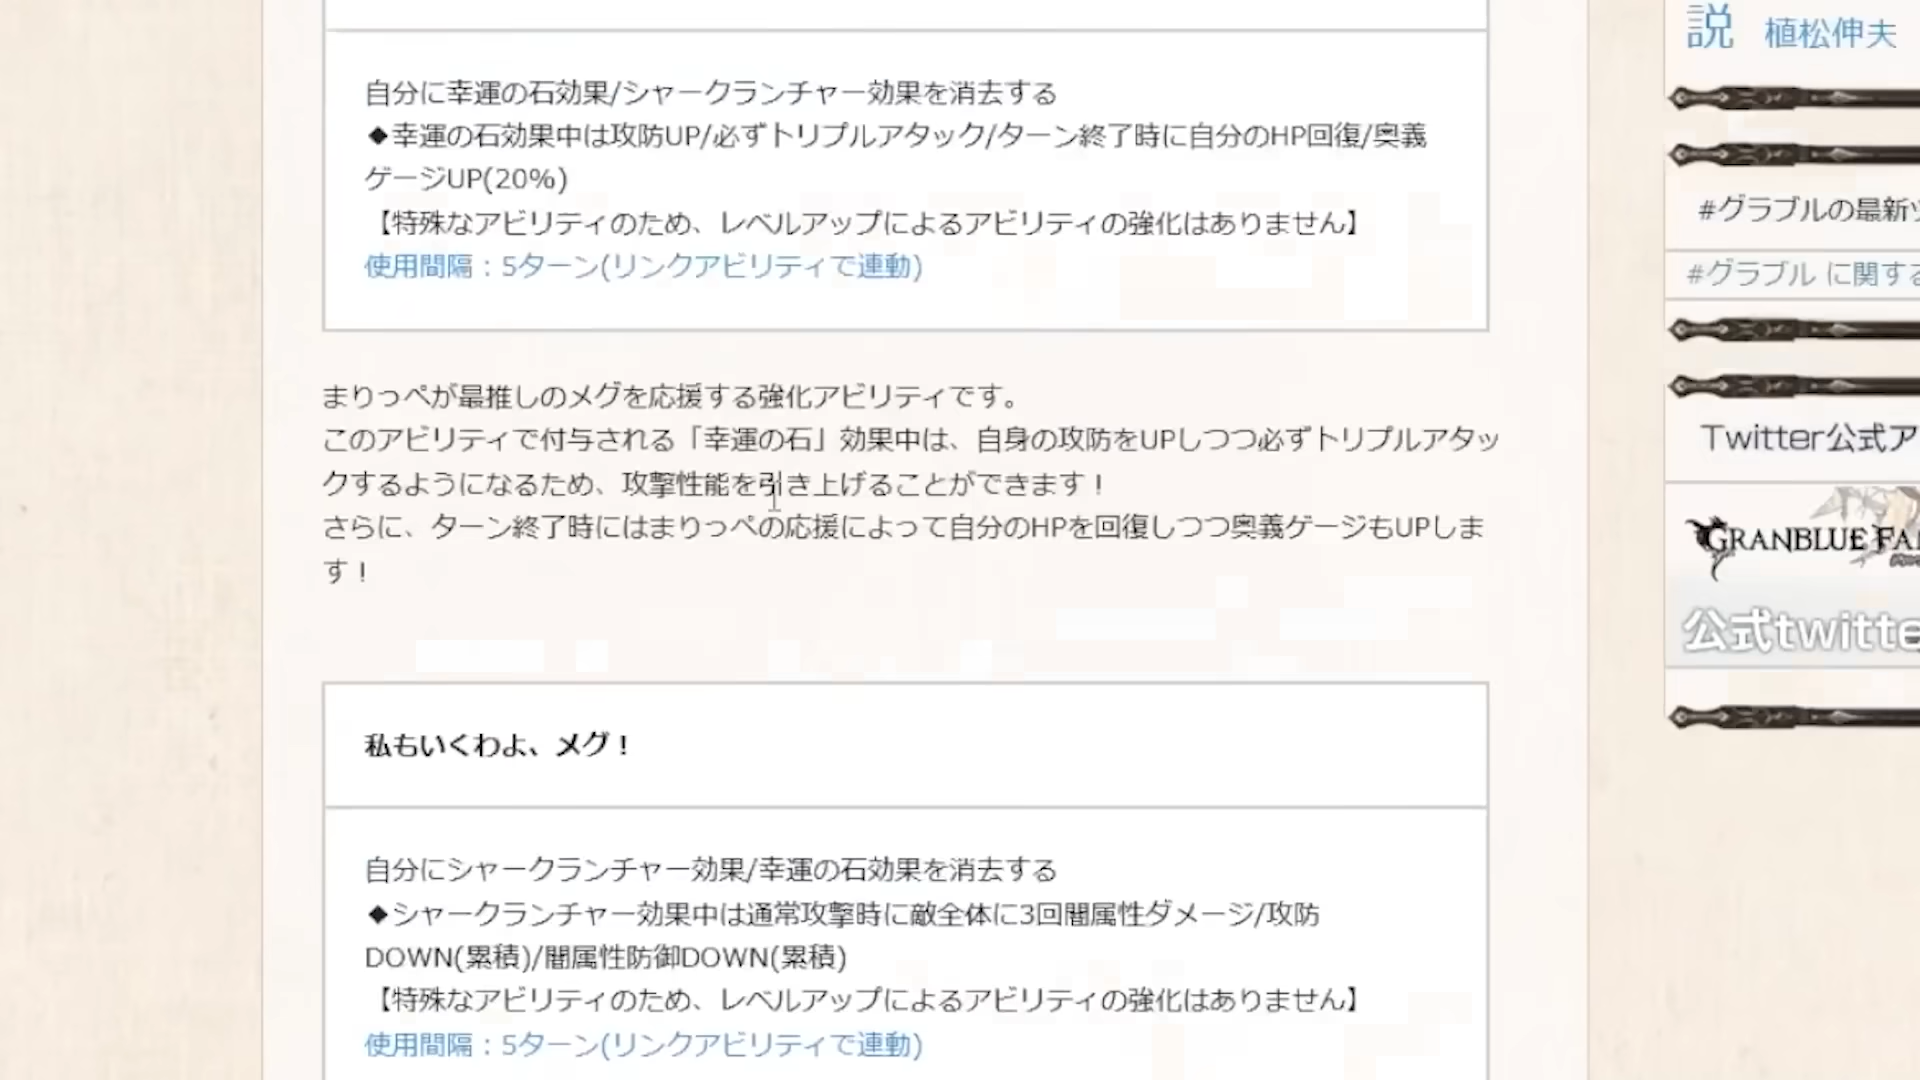 自分に幸運の石効果/シャークランチャー効果を消去する
◆幸運の石効果中は攻防UP/必ずトリプルアタック/ターン終了時に自分のHP回復/奥義
ゲージUP(20%)
【特殊なアビリティのため、レベルアップによるアビリティの強化はありません】
使用間隔：5ターン(リンクアビリティで連動)
まりっぺが最推しのメグを応援する強化アビリティです。
このアビリティで付与される「幸運の石」効果中は、自身の攻防をUPしつつ必ずトリプルアタッ
クするようになるため、攻撃性能を引き上げることができます！
さらに、ターン終了時にはまりっぺの応援によって自分のHPを回復しつつ奥義ゲージもUPしま
す！
私もいくわよ、メグ！
自分にシャークランチャー効果/幸運の石効果を消去する
◆シャークランチャー効果中は通常攻撃時に敵全体に3回闇属性ダメージ/攻防
DOWN(累積)/闇属性防御DOWN(累積)
【特殊なアビリティのため、レベルアップによるアビリティの強化はありません】
使用間隔：5ターン(リンクアビリティで連動)
説 植松伸夫
#グラブルの最新
#グラブル に関する
Twitter公式ア
GRANBLUE FAN
公式twitte